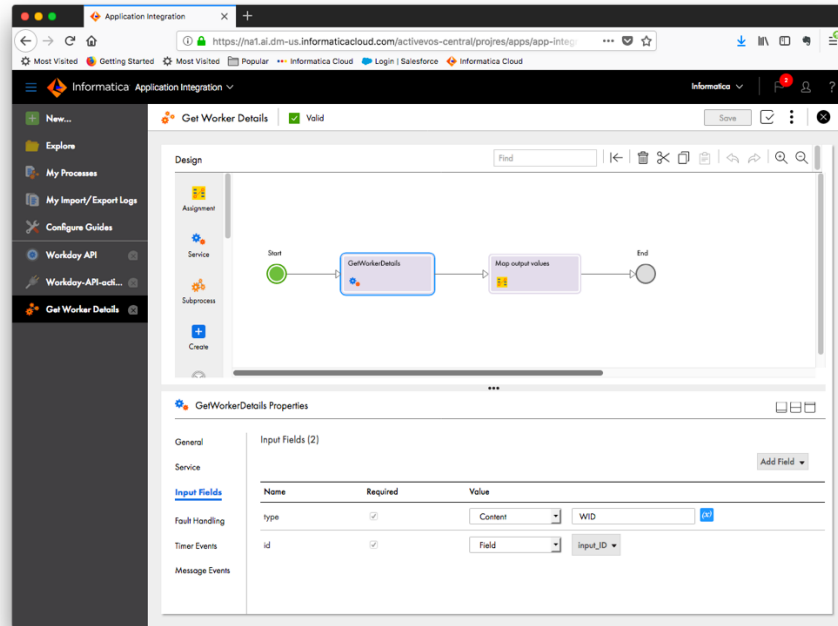 Application Integration
https://na1.ai.dm-us.informaticacloud.com/activevos-central/projres/apps/app-integ
Most Visited Getting Started Most Visited Popular Informatica Cloud Login | Salesforce Informatica Cloud
Informatica Application Integration
Informatica
2
?
New...
Get Worker Details
Valid
Save
Explore
My Processes
My Import/Export Logs
Configure Guides
Workday API
Workday-API-acti...
Get Worker Details
Design
Find
Assignment
Service
Subprocess
Create
Start
GetWorkerDetails
Map output values
End
GetWorkerDetails Properties
General
Service
Input Fields
Fault Handling
Timer Events
Message Events
Input Fields (2)
Add Field
Name Required Value
type Content WID (x)
id Field input_ID